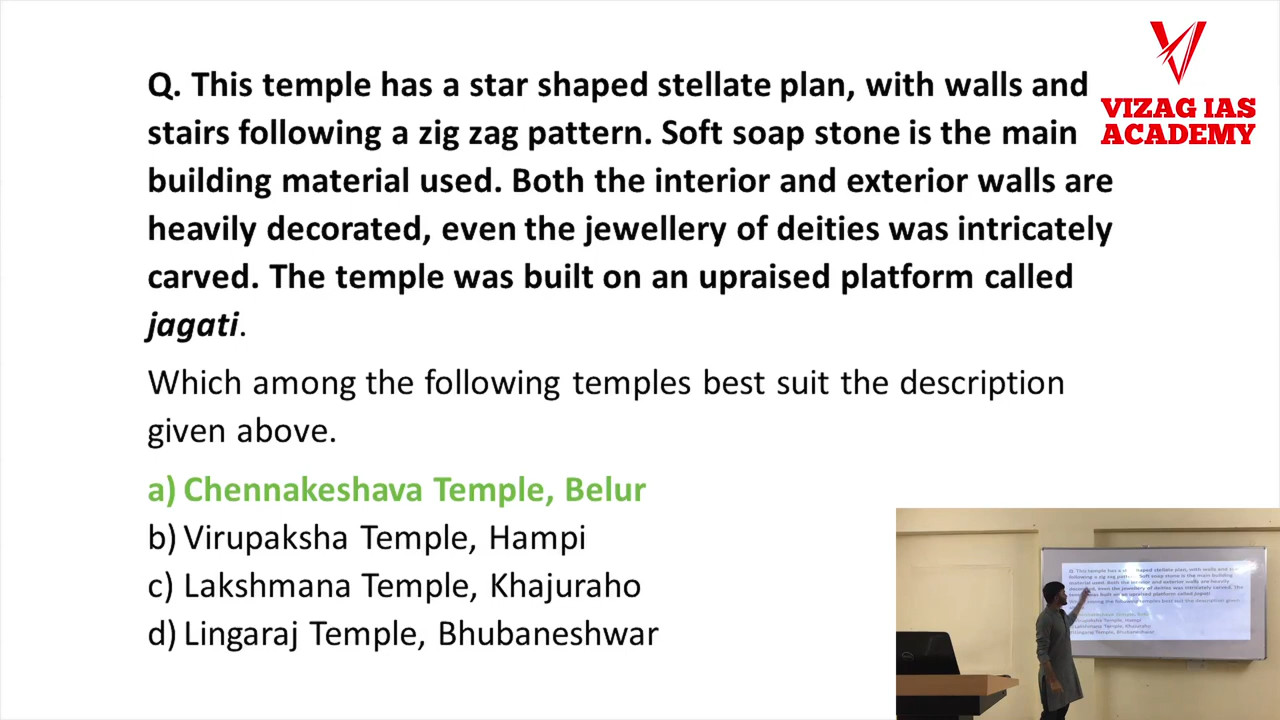 VIZAG IAS
ACADEMY
Q. This temple has a star shaped stellate plan, with walls and
stairs following a zig zag pattern. Soft soap stone is the main
building material used. Both the interior and exterior walls are
heavily decorated, even the jewellery of deities was intricately
carved. The temple was built on an upraised platform called
jagati.
Which among the following temples best suit the description
given above.
a) Chennakeshava Temple, Belur
b) Virupaksha Temple, Hampi
c) Lakshmana Temple, Khajuraho
d) Lingaraj Temple, Bhubaneshwar